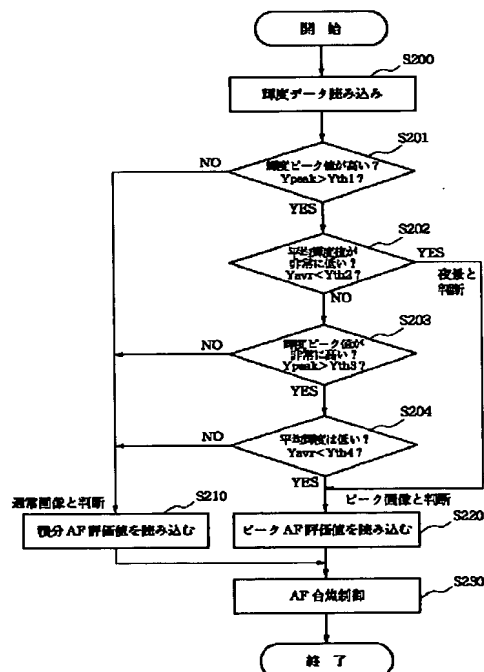 開 始
S200
輝度データ読み込み
S201
輝度ピーク値が高い？
Ypeak>Yth1？
NO
YES
S202
平均輝度値が
非常に低い？
Yavr<Yth2？
YES
夜景と
判断
NO
S203
輝度ピーク値が
非常に高い？
Ypeak>Yth3？
NO
YES
S204
平均輝度は低い？
Yavr<Yth4？
NO
YES
通常画像と判断
S210
ピーク画像と判断
積分AF評価値を読み込む
S220
ピークAF評価値を読み込む
S230
AF合焦制御
終 了